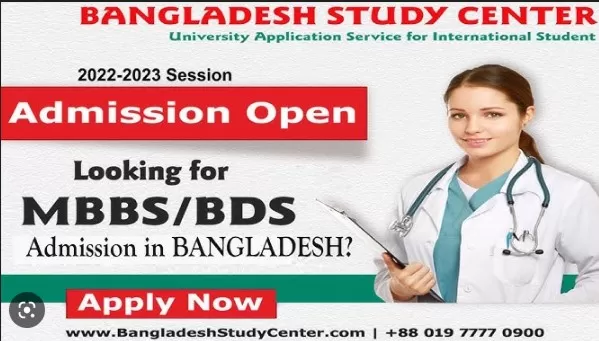 BANGLADESH STUDY CENTER
University Application Service for International Student
2022-2023 Session
Admission Open
Looking for
MBBS/BDS
Admission in BANGLADESH?
Apply Now
www.BangladeshStudyCenter.com | +88 019 7777 0900